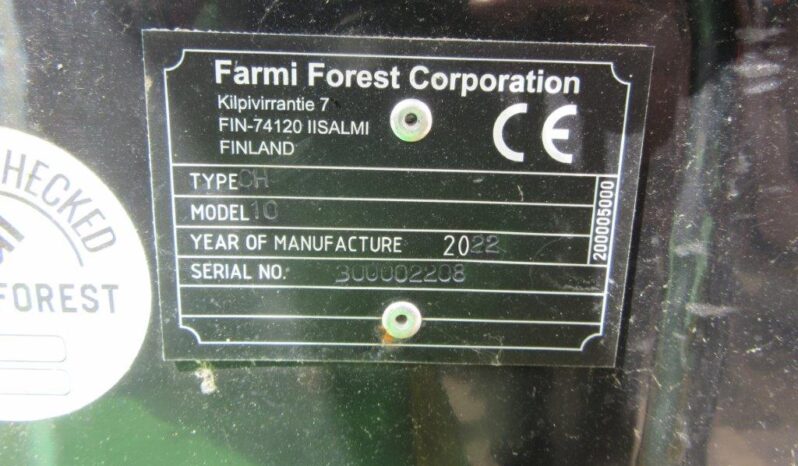 Farmi Forest Corporation
Kilpivirrantie 7
FIN-74120 IISALMI
FINLAND
CE
TYPE CH
MODEL 10
YEAR OF MANUFACTURE 2022
SERIAL NO. 300002208
200005000
HECKED
FOREST